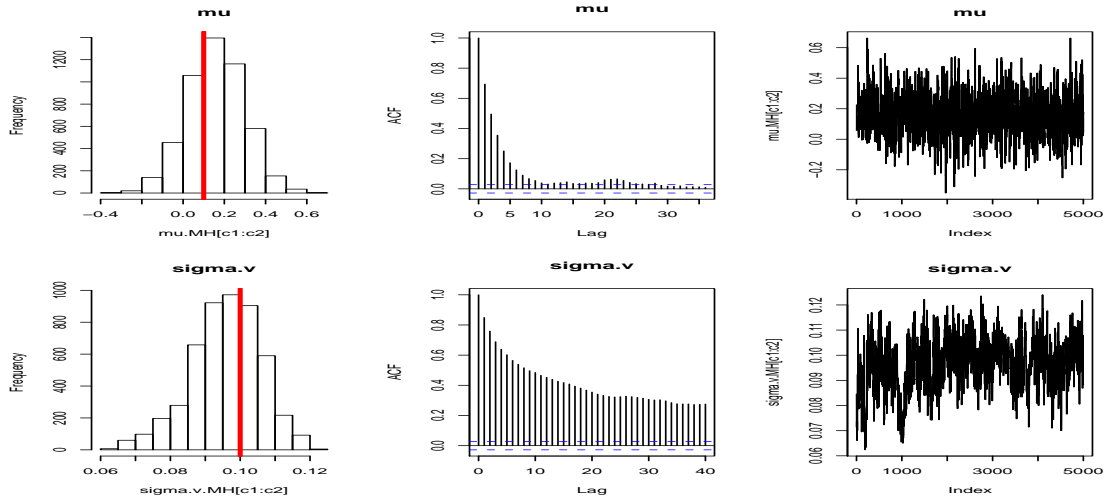 mu
Frequency
0 200 400 600 800 1200
−0.4 0.0 0.2 0.4 0.6
mu.MH[c1:c2]
mu
ACF
0.0 0.2 0.4 0.6 0.8 1.0
0 5 10 20 30
Lag
mu
mu.MH[c1:c2]
-0.2 0.0 0.2 0.4 0.6
0 1000 3000 5000
Index
sigma.v
Frequency
0 200 400 600 800 1000
0.06 0.08 0.10 0.12
sigma.v.MH[c1:c2]
sigma.v
ACF
0.0 0.2 0.4 0.6 0.8 1.0
0 10 20 30 40
Lag
sigma.v
sigma.v.MH[c1:c2]
0.06 0.07 0.08 0.09 0.10 0.11 0.12
0 1000 3000 5000
Index